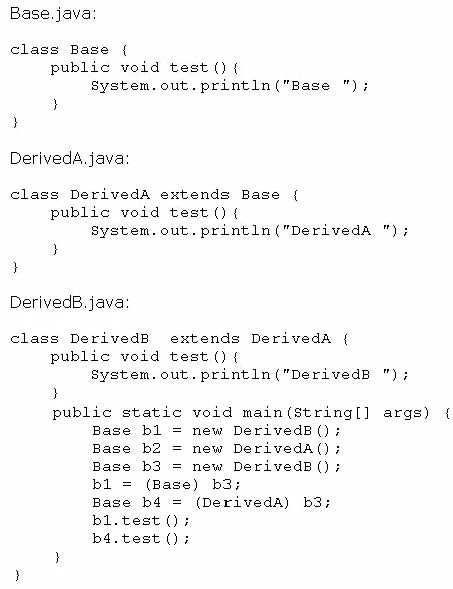 Base.java:
class Base {
    public void test(){
        System.out.println("Base ");
    }
}
DerivedA.java:
class DerivedA extends Base {
    public void test(){
        System.out.println("DerivedA ");
    }
}
DerivedB.java:
class DerivedB  extends DerivedA {
    public void test(){
        System.out.println("DerivedB ");
    }
    public static void main(String[] args) {
        Base b1 = new DerivedB();
        Base b2 = new DerivedA();
        Base b3 = new DerivedB();
        b1 = (Base) b3;
        Base b4 = (DerivedA) b3;
        b1.test();
        b4.test();
    }
}